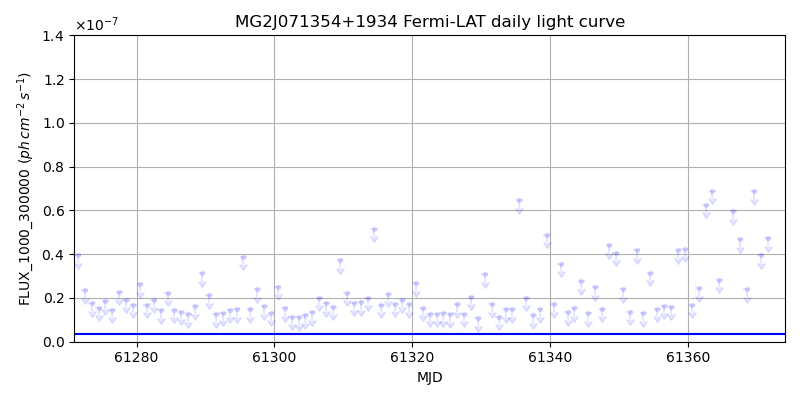 MG2J071354+1934 Fermi-LAT daily light curve
×10⁻⁷
1.4
1.2
1.0
0.8
0.6
0.4
0.2
0.0
FLUX_1000_300000 (ph cm⁻² s⁻¹)
61280 61300 61320 61340 61360
MJD